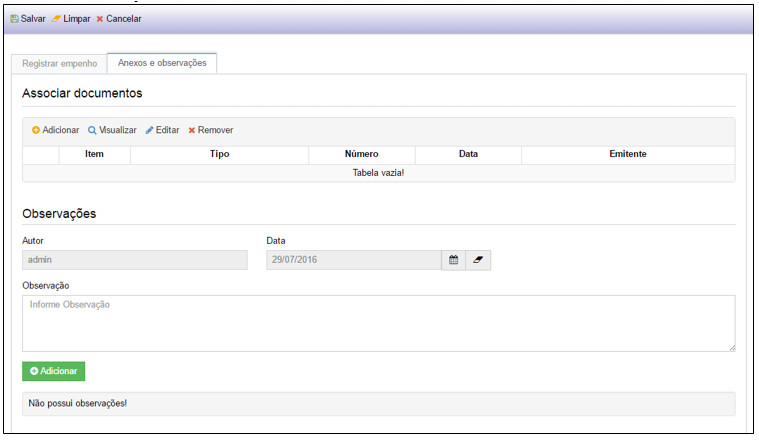 Salvar Limpar Cancelar
Registrar empenho Anexos e observações
Associar documentos
Adicionar Visualizar Editar Remover
Item Tipo Número Data Emitente
Tabela vazia!
Observações
Autor Data
admin 29/07/2016
Observação
Informe Observação
Adicionar
Não possui observações!